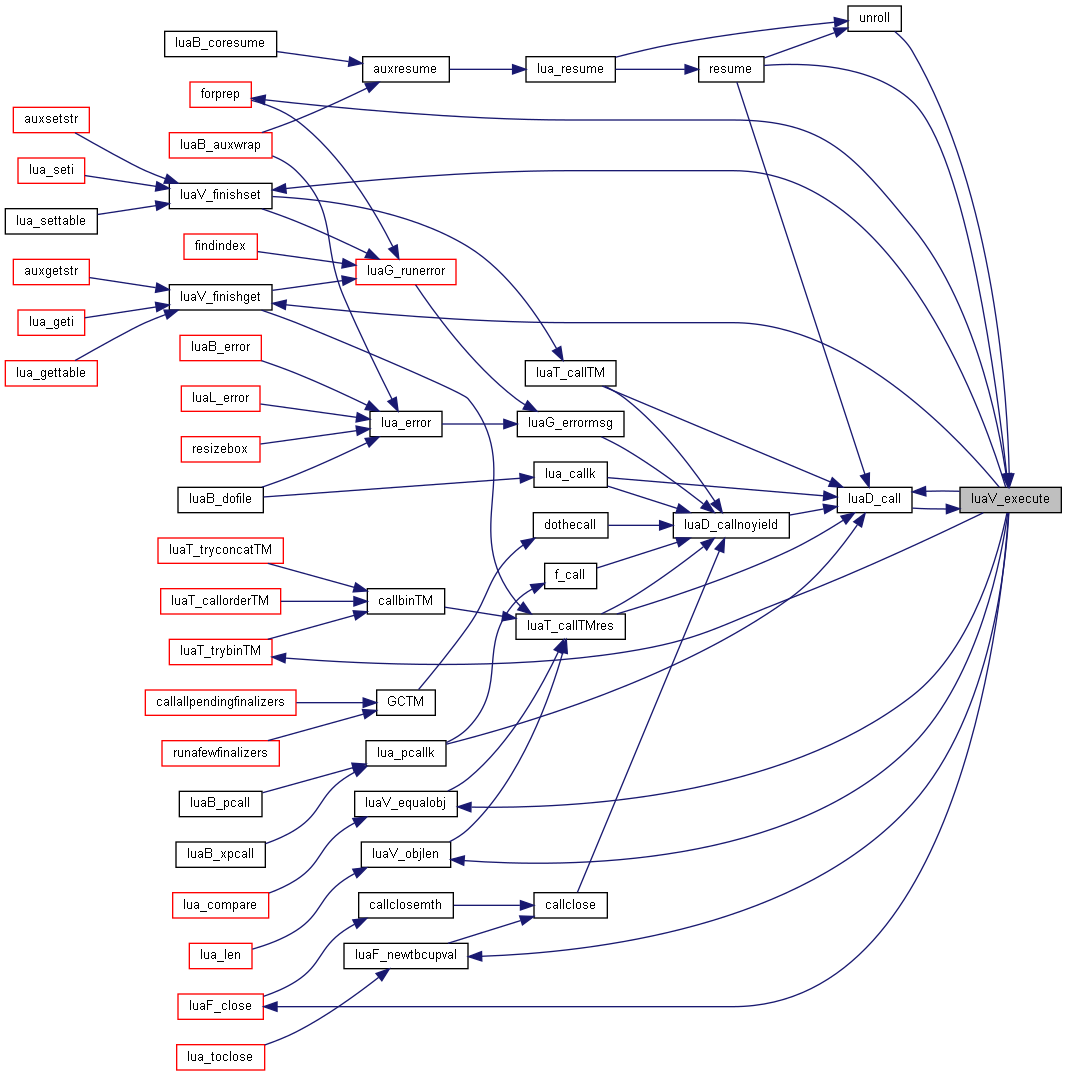 unroll
luaB_coresume
auxresume
lua_resume
resume
forprep
auxsetstr
luaB_auxwrap
lua_seti
luaV_finishset
lua_settable
findindex
auxgetstr
luaG_runerror
luaV_finishget
lua_geti
luaB_error
lua_gettable
luaT_callTM
luaL_error
lua_error
luaG_errormsg
resizebox
lua_callk
luaB_dofile
luaD_call
luaV_execute
dothecall
luaD_callnoyield
luaT_tryconcatTM
f_call
luaT_callorderTM
callbinTM
luaT_callTMres
luaT_trybinTM
callallpendingfinalizers
GCTM
runafewfinalizers
lua_pcallk
luaB_pcall
luaV_equalobj
luaB_xpcall
luaV_objlen
lua_compare
callclosemth
callclose
lua_len
luaF_newtbcupval
luaF_close
lua_toclose